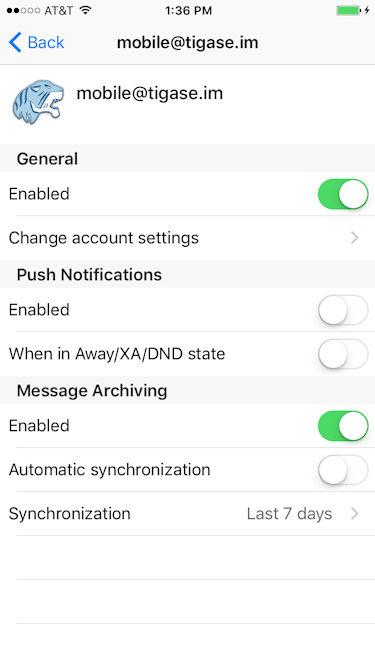 AT&T 1:36 PM
Back mobile@tigase.im
mobile@tigase.im
General
Enabled
Change account settings
Push Notifications
Enabled
When in Away/XA/DND state
Message Archiving
Enabled
Automatic synchronization
Synchronization Last 7 days